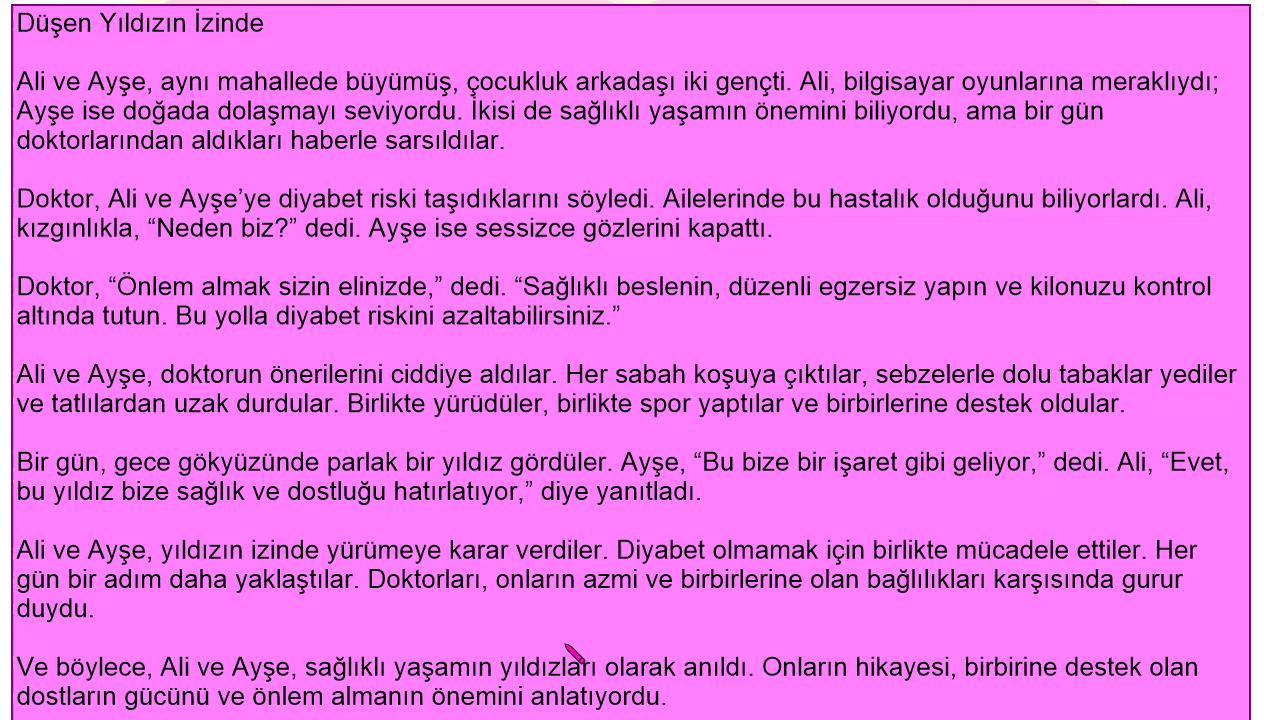 Düşen Yıldızın İzinde
Ali ve Ayşe, aynı mahallede büyümüş, çocukluk arkadaşı iki gençti. Ali, bilgisayar oyunlarına meraklıydı;
Ayşe ise doğada dolaşmayı seviyordu. İkisi de sağlıklı yaşamın önemini biliyordu, ama bir gün
doktorlarından aldıkları haberle sarsıldılar.
Doktor, Ali ve Ayşe’ye diyabet riski taşıdıklarını söyledi. Ailelerinde bu hastalık olduğunu biliyorlardı. Ali,
kızgınlıkla, “Neden biz?” dedi. Ayşe ise sessizce gözlerini kapattı.
Doktor, “Önlem almak sizin elinizde,” dedi. “Sağlıklı beslenin, düzenli egzersiz yapın ve kilonuzu kontrol
altında tutun. Bu yolla diyabet riskini azaltabilirsiniz.”
Ali ve Ayşe, doktorun önerilerini ciddiye aldılar. Her sabah koşuya çıktılar, sebzelerle dolu tabaklar yediler
ve tatlılardan uzak durdular. Birlikte yürüdüler, birlikte spor yaptılar ve birbirlerine destek oldular.
Bir gün, gece gökyüzünde parlak bir yıldız gördüler. Ayşe, “Bu bize bir işaret gibi geliyor,” dedi. Ali, “Evet,
bu yıldız bize sağlık ve dostluğu hatırlatıyor,” diye yanıtladı.
Ali ve Ayşe, yıldızın izinde yürümeye karar verdiler. Diyabet olmamak için birlikte mücadele ettiler. Her
gün bir adım daha yaklaştılar. Doktorları, onların azmi ve birbirlerine olan bağlılıkları karşısında gurur
duydu.
Ve böylece, Ali ve Ayşe, sağlıklı yaşamın yıldızları olarak anıldı. Onların hikayesi, birbirine destek olan
dostların gücünü ve önlem almanın önemini anlatıyordu.